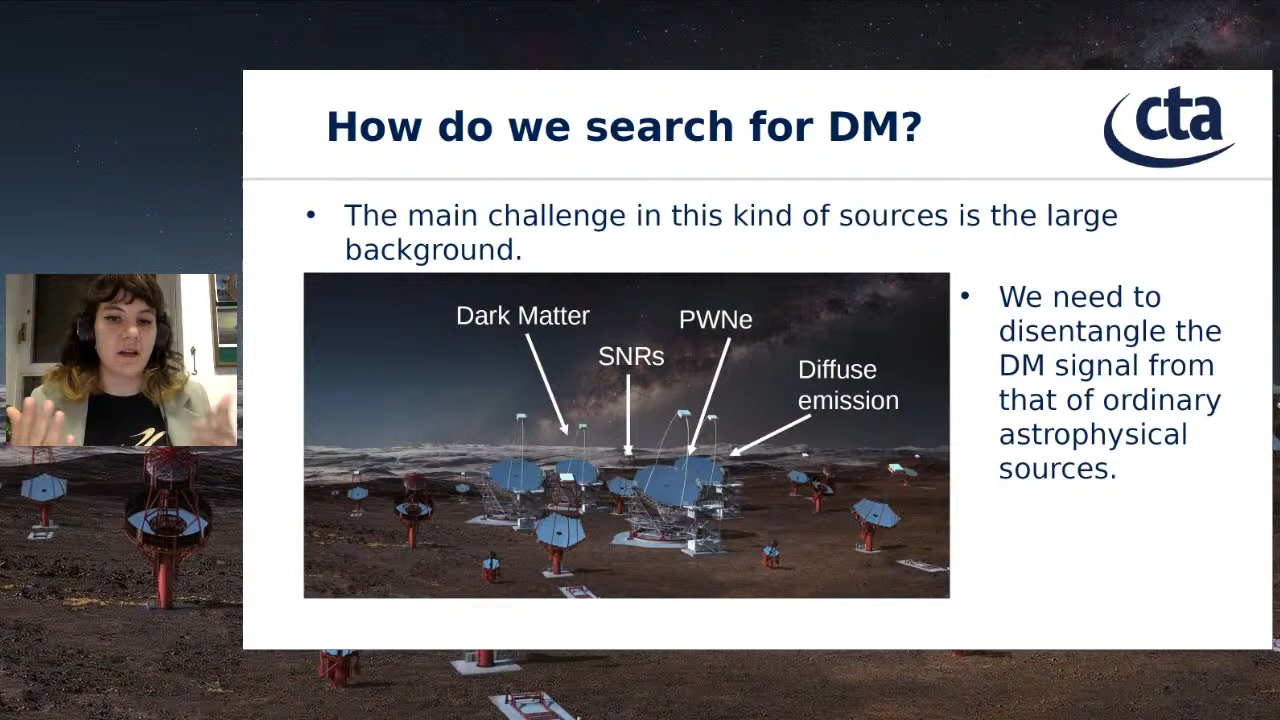 How do we search for DM?
cta
• The main challenge in this kind of sources is the large
background.
Dark Matter
PWNe
SNRs
Diffuse
emission
• We need to
disentangle the
DM signal from
that of ordinary
astrophysical
sources.